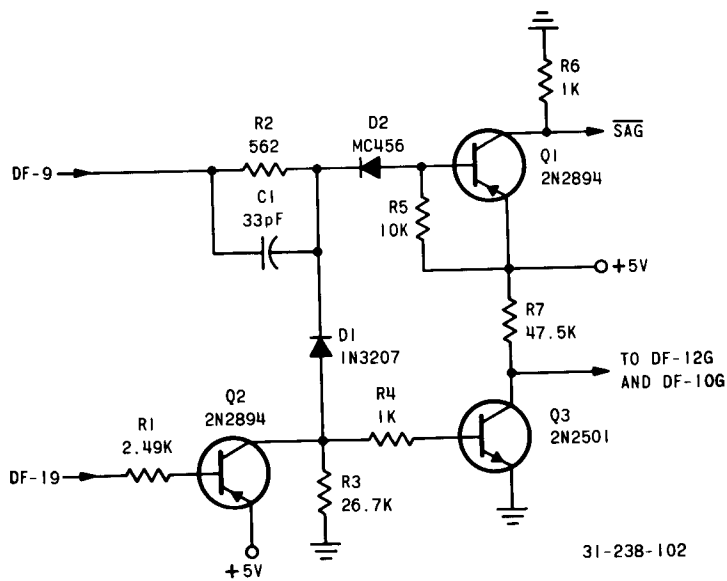 R6
1K
R2
562
D2
MC456
SAG
DF-9
Q1
2N2894
C1
33pF
R5
10K
+5V
R7
47.5K
D1
1N3207
TO DF-12G
AND DF-10G
Q2
2N2894
R4
1K
Q3
2N2501
R1
2.49K
DF-19
R3
26.7K
+5V
31-238-102